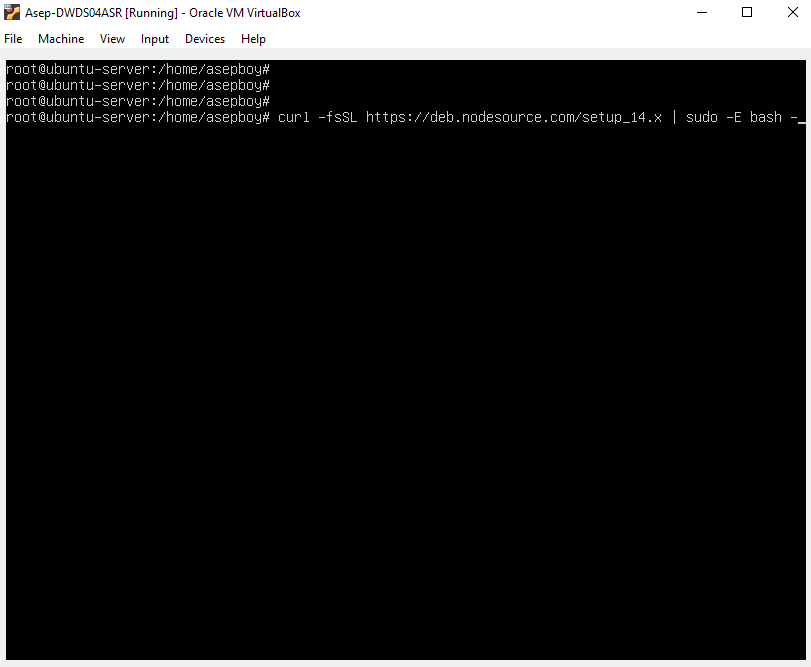 Asep-DWDS04ASR [Running] - Oracle VM VirtualBox
File Machine View Input Devices Help
root@ubuntu-server:/home/asepboy#
root@ubuntu-server:/home/asepboy#
root@ubuntu-server:/home/asepboy#
root@ubuntu-server:/home/asepboy# curl -fsSL https://deb.nodesource.com/setup_14.x | sudo -E bash -_